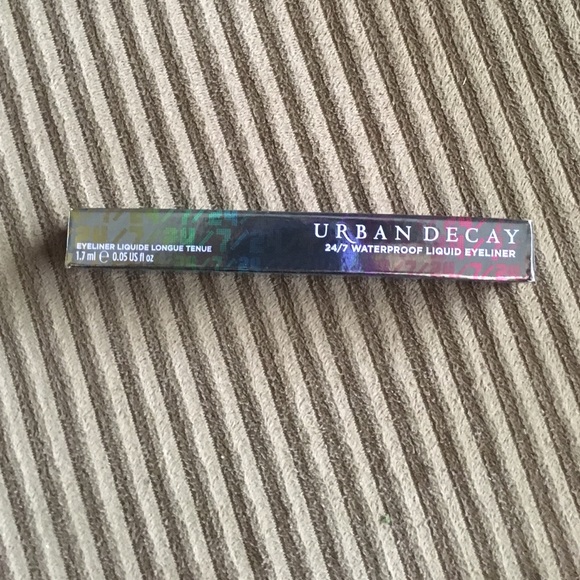 EYELINER LIQUIDE LONGUE TENUE
1.7 ml ℮ 0.05 US fl oz
URBAN DECAY
24/7 WATERPROOF LIQUID EYELINER